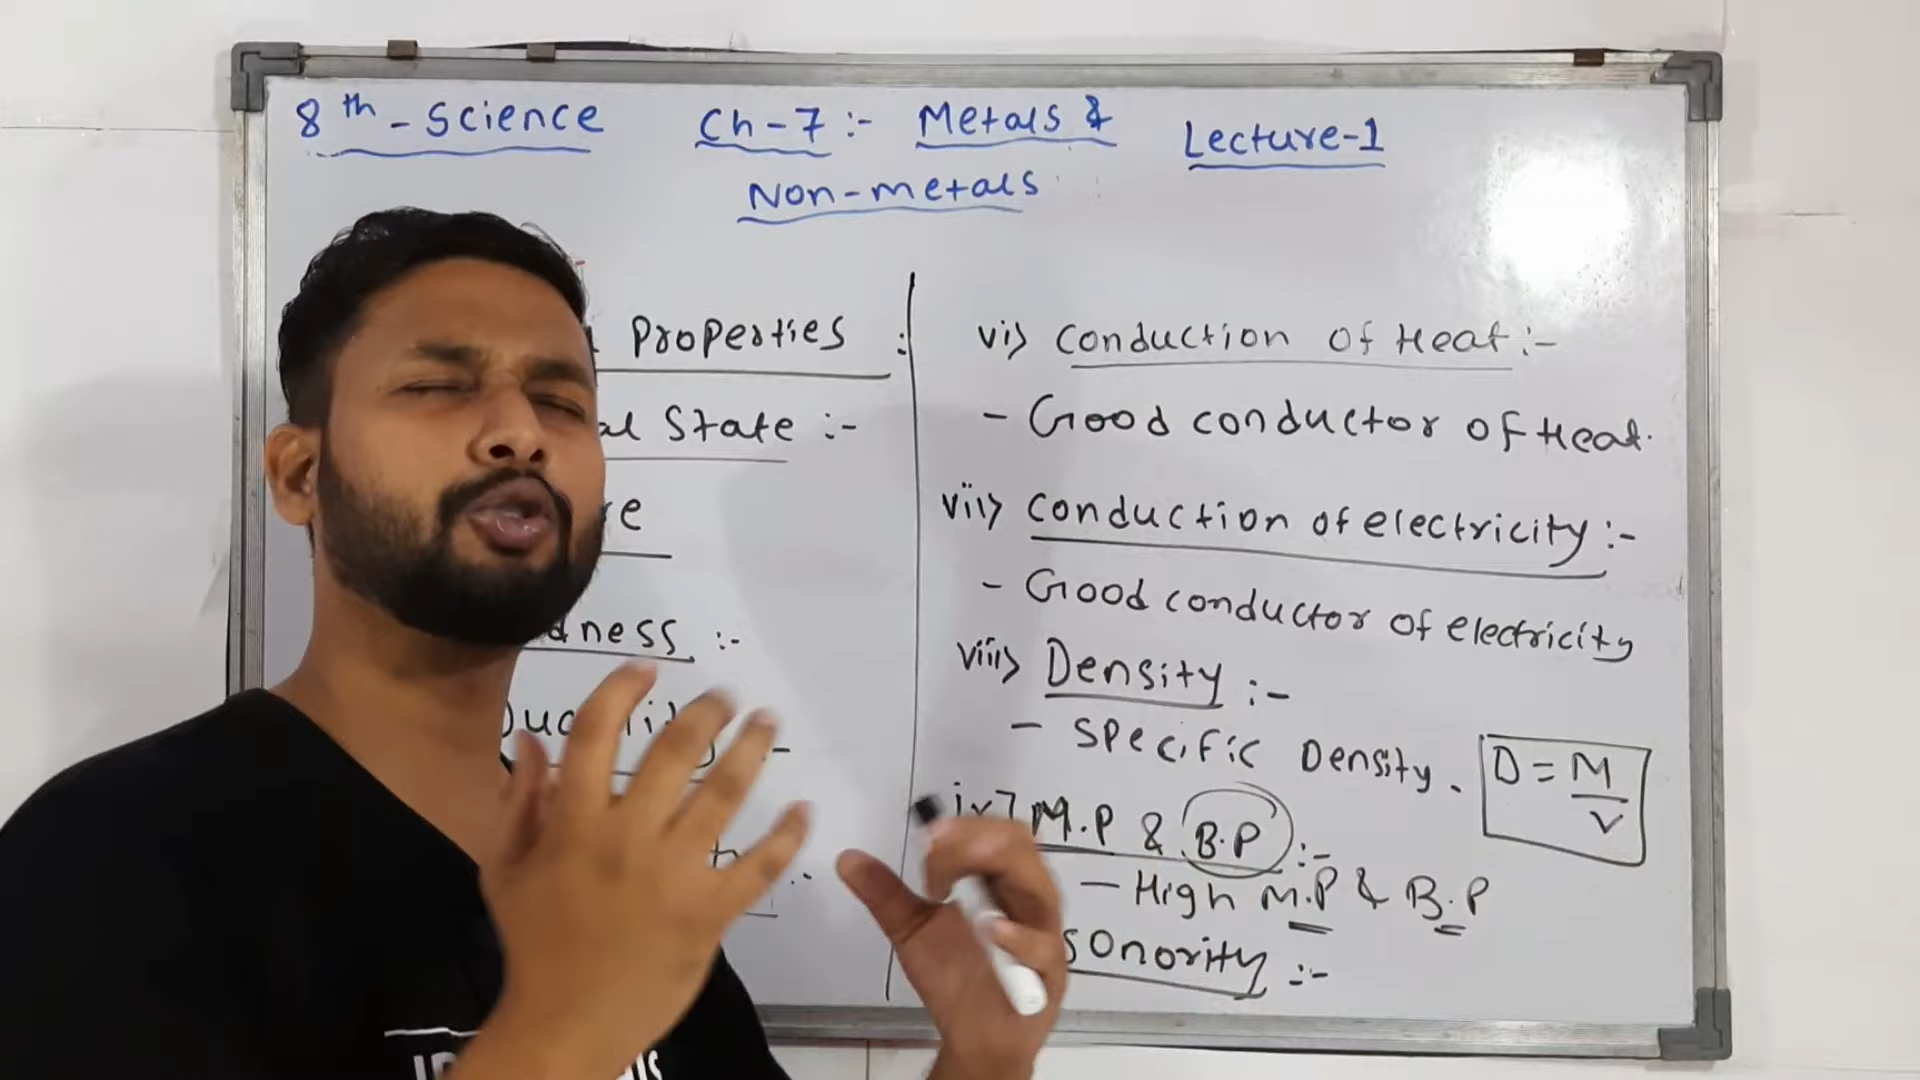 8th - Science Ch-7 :- Metals & Lecture-1
Non-metals
Properties :
State :-
vi) Conduction of Heat :-
- Good conductor of Heat.
vii) Conduction of electricity :-
- Good conductor of electricity
viii) Density :-
- Specific Density. D = M/V
ix) M.P & B.P :-
- High M.P & B.P
Sonority :-